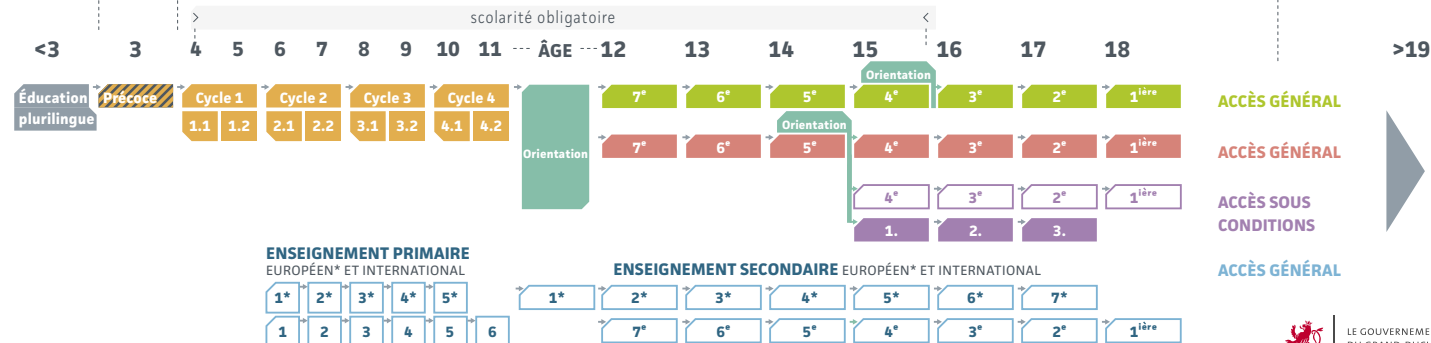 scolarité obligatoire
<3 3 4 5 6 7 8 9 10 11 ÂGE 12 13 14 15 16 17 18 >19
Orientation
Éducation plurilingue Précoce Cycle 1 Cycle 2 Cycle 3 Cycle 4 7e 6e 5e 4e 3e 2e 1ière ACCÈS GÉNÉRAL
1.1 1.2 2.1 2.2 3.1 3.2 4.1 4.2 Orientation
Orientation 7e 6e 5e 4e 3e 2e 1ière ACCÈS GÉNÉRAL
4e 3e 2e 1ière ACCÈS SOUS
1. 2. 3. CONDITIONS
ENSEIGNEMENT PRIMAIRE
EUROPÉEN* ET INTERNATIONAL
ENSEIGNEMENT SECONDAIRE EUROPÉEN* ET INTERNATIONAL ACCÈS GÉNÉRAL
1* 2* 3* 4* 5* 1* 2* 3* 4* 5* 6* 7*
1 2 3 4 5 6 7e 6e 5e 4e 3e 2e 1ière
LE GOUVERNEME